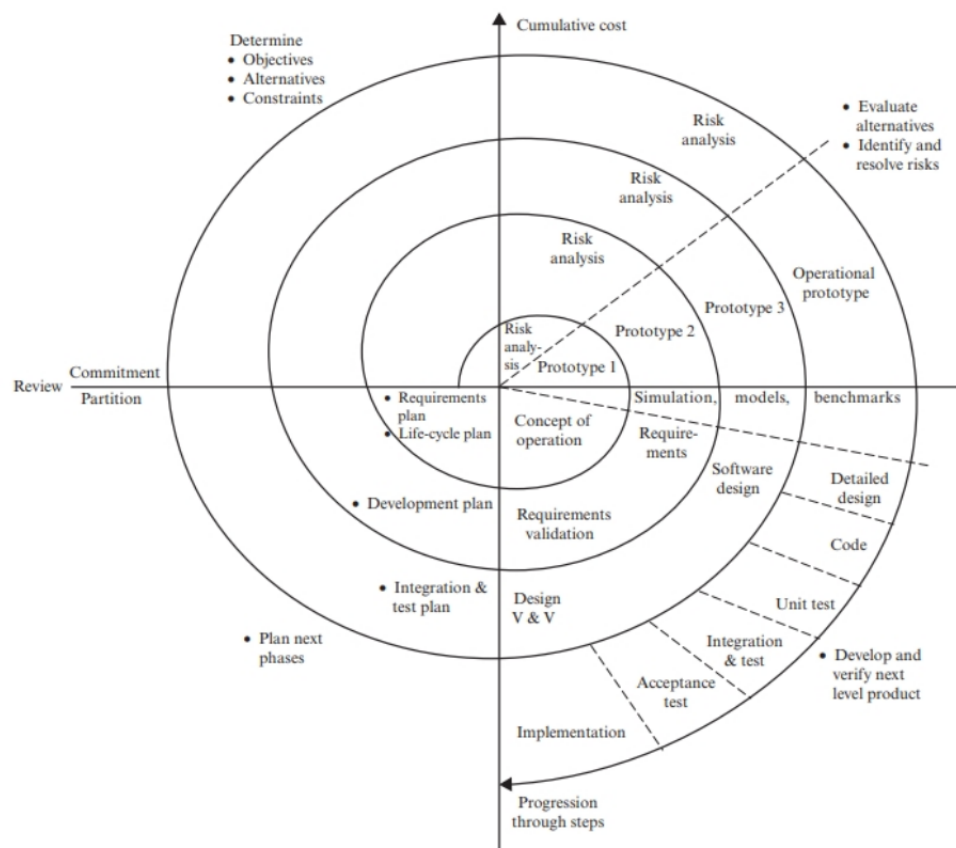 Cumulative cost
Determine
• Objectives
• Alternatives
• Constraints
• Evaluate
alternatives
• Identify and
resolve risks
Risk
analysis
Risk
analysis
Risk
analysis
Risk
analy-
sis
Prototype 1
Prototype 2
Prototype 3
Operational
prototype
Review
Commitment
Partition
• Requirements
plan
• Life-cycle plan
Concept of
operation
Simulation,
models,
benchmarks
Require-
ments
Software
design
Detailed
design
• Development plan
Requirements
validation
Code
• Integration &
test plan
Design
V & V
Unit test
Integration
& test
• Plan next
phases
Acceptance
test
• Develop and
verify next
level product
Implementation
Progression
through steps